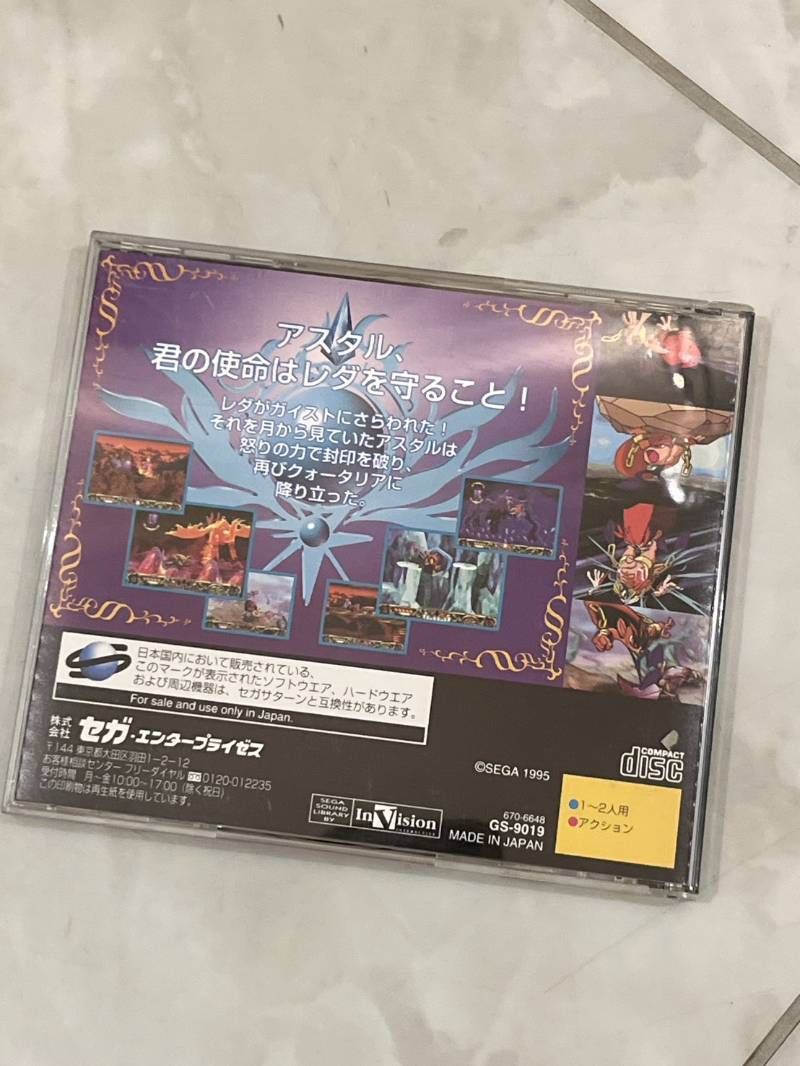 アスタル、
君の使命はレダを守ること!
レダがガイストにさらわれた!
それを月から見ていたアスタルは
怒りの力で封印を破り、
再びクォータリアに
降り立った。
日本国内において販売されている、
このマークが表示されたソフトウエア、ハードウエア
および周辺機器は、セガサターンと互換性があります。
For sale and use only in Japan.
株式会社 セガ・エンタープライゼス
〒144 東京都大田区羽田1-2-12
お客様相談センター フリーダイヤル 0120-012235
受付時間 月〜金10:00〜17:00(除く祝日)
この印刷物は再生紙を使用しています。
©SEGA 1995
COMPACT
disc
SEGA
SOUND
LIBRARY
BY
InVision
INTERACTIVE
670-6648
GS-9019
MADE IN JAPAN
●1〜2人用
●アクション